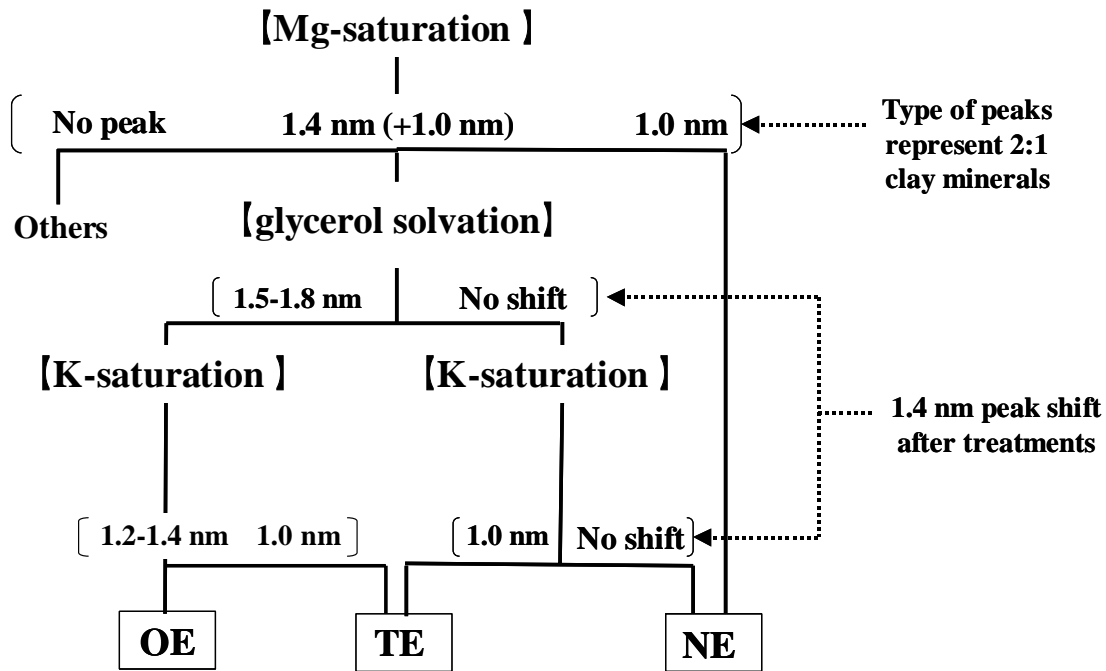 【Mg-saturation】
No peak 1.4 nm (+1.0 nm) 1.0 nm
Type of peaks
represent 2:1
clay minerals
Others
【glycerol solvation】
1.5-1.8 nm No shift
【K-saturation】 【K-saturation】
1.4 nm peak shift
after treatments
1.2-1.4 nm 1.0 nm 1.0 nm No shift
OE TE NE